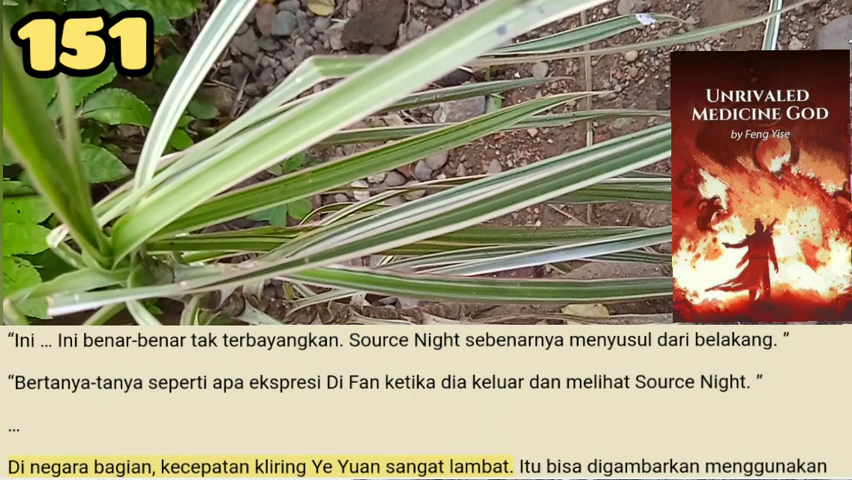 151
UNRIVALED
MEDICINE GOD
by Feng Yise
“Ini ... Ini benar-benar tak terbayangkan. Source Night sebenarnya menyusul dari belakang. ”
“Bertanya-tanya seperti apa ekspresi Di Fan ketika dia keluar dan melihat Source Night. ”
...
Di negara bagian, kecepatan kliring Ye Yuan sangat lambat. Itu bisa digambarkan menggunakan